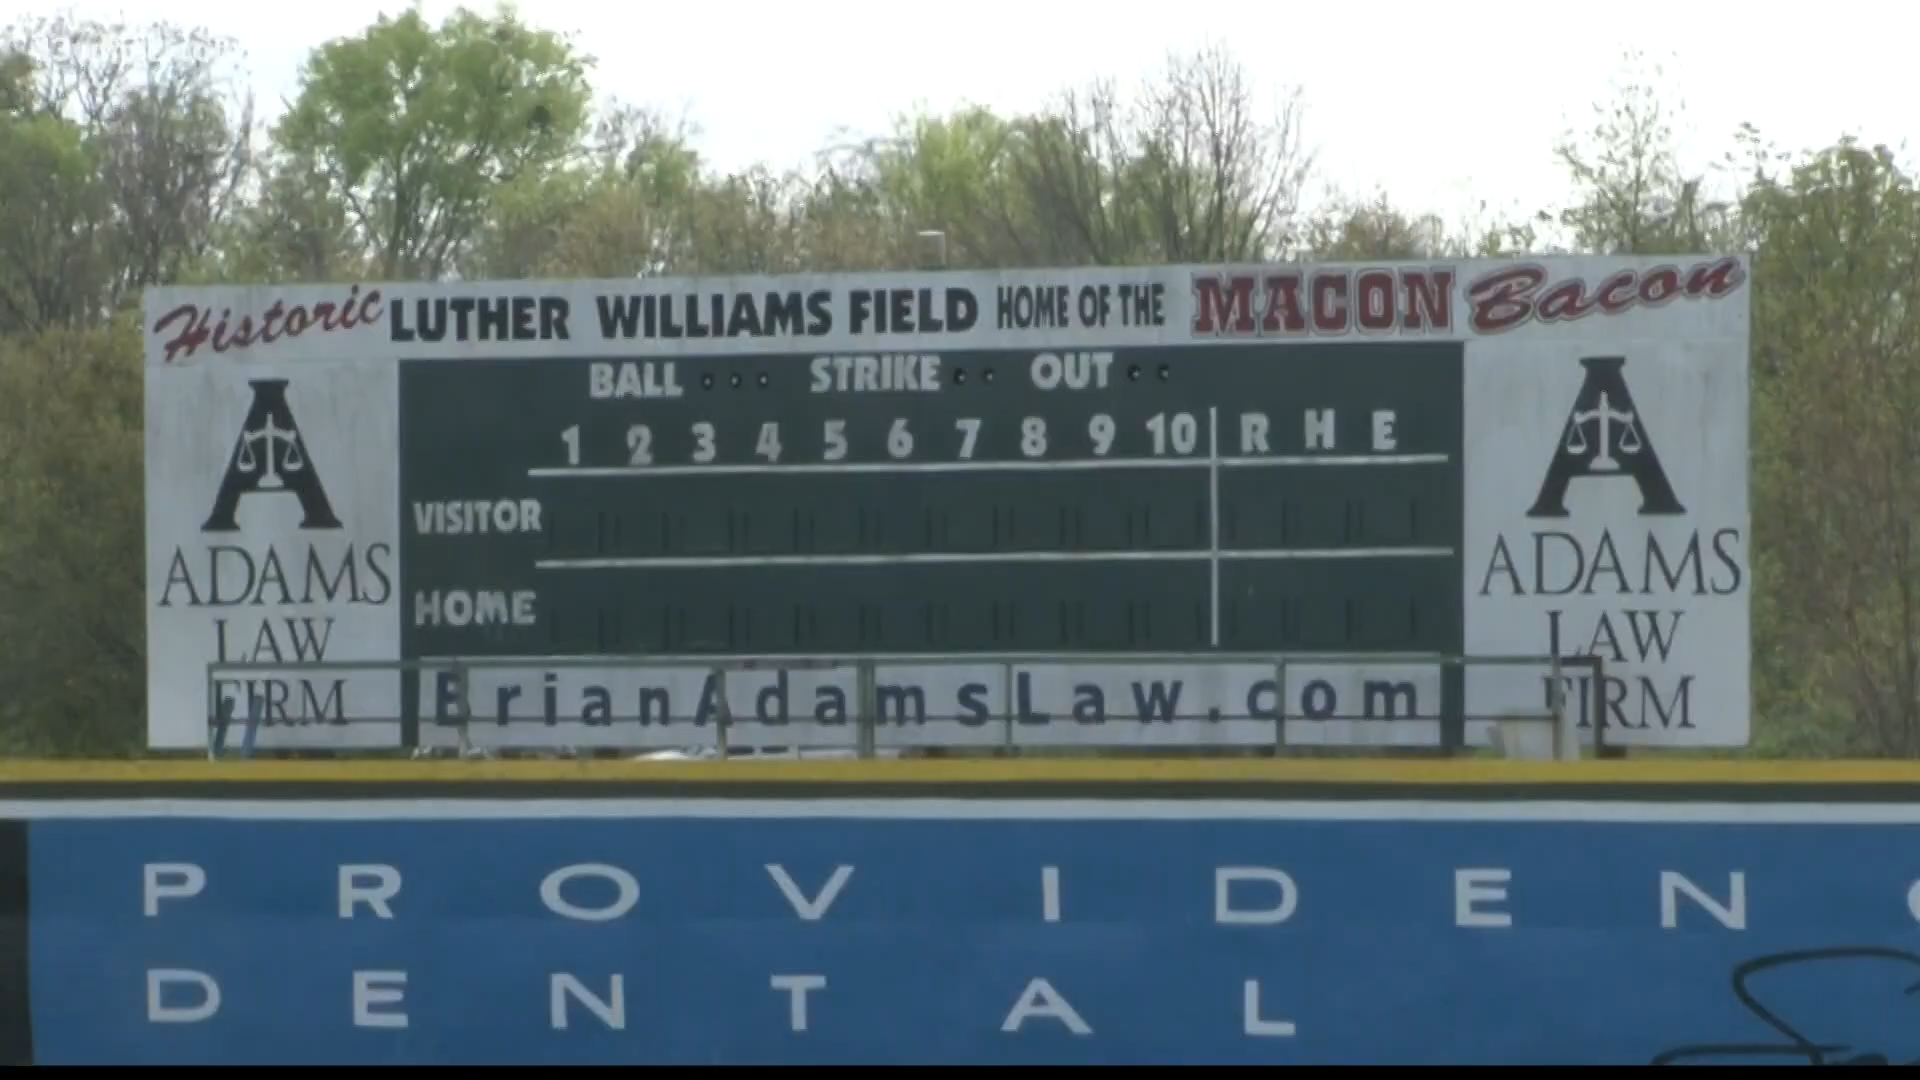 Historic LUTHER WILLIAMS FIELD HOME OF THE MACON Bacon
BALL STRIKE OUT
1 2 3 4 5 6 7 8 9 10 R H E
VISITOR
HOME
A
ADAMS
LAW
FIRM
BrianAdamsLaw.com
A
ADAMS
LAW
FIRM
PROVIDEN
DENTAL